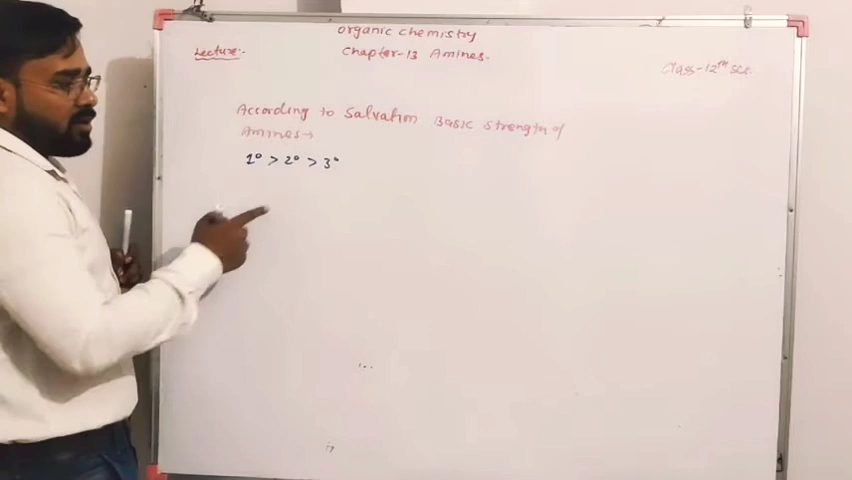 organic chemistry
Lecture:-
Chapter-13 Amines-
Class-12th sci.
According to Salvation Basic Strength of
Amines→
1° > 2° > 3°